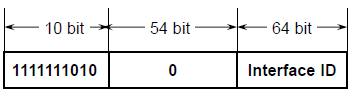 10 bit 54 bit 64 bit
1111111010 0 Interface ID